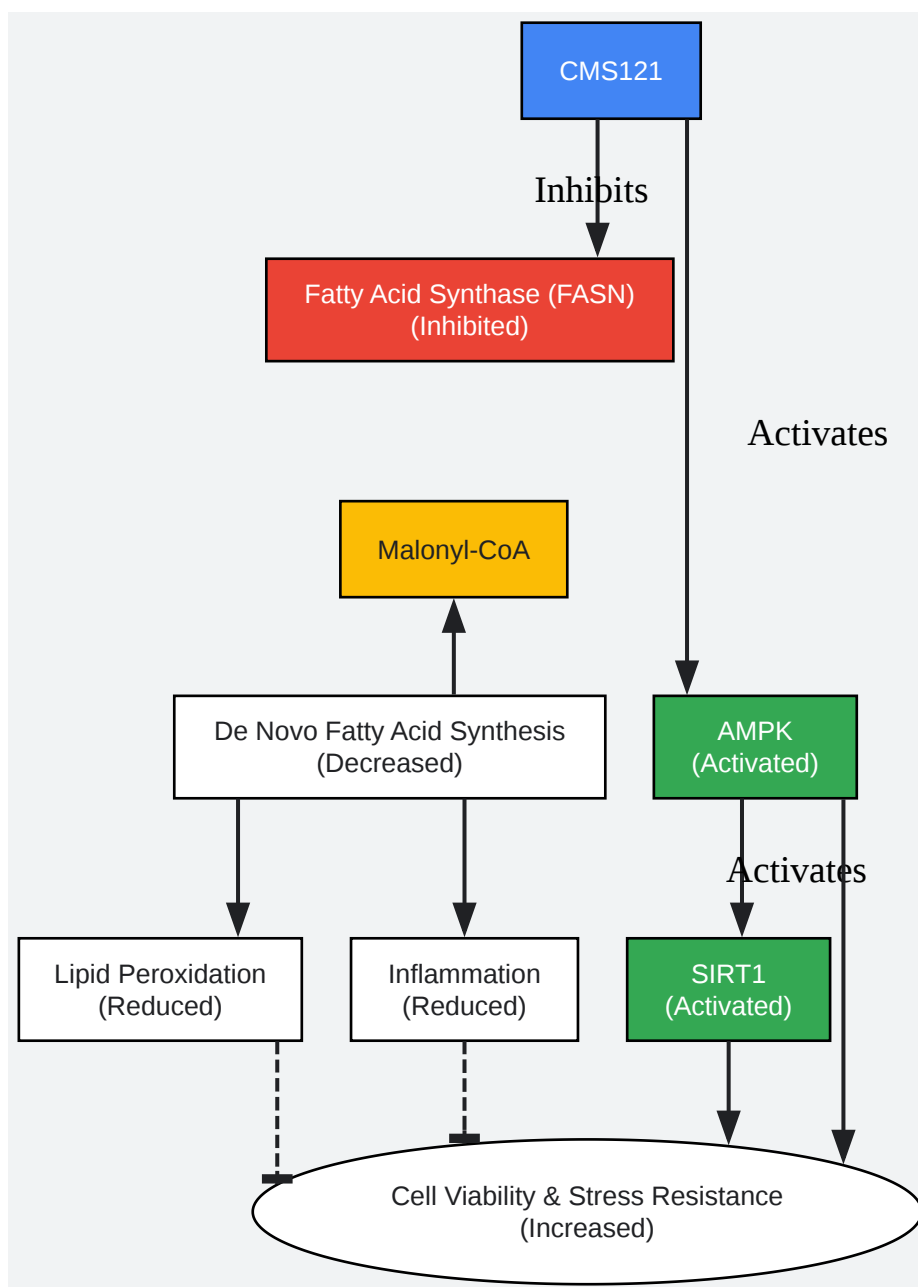 CMS121
Inhibits
Fatty Acid Synthase (FASN)
(Inhibited)
Activates
Malonyl-CoA
De Novo Fatty Acid Synthesis
(Decreased)
AMPK
(Activated)
Activates
Lipid Peroxidation
(Reduced)
Inflammation
(Reduced)
SIRT1
(Activated)
Cell Viability & Stress Resistance
(Increased)